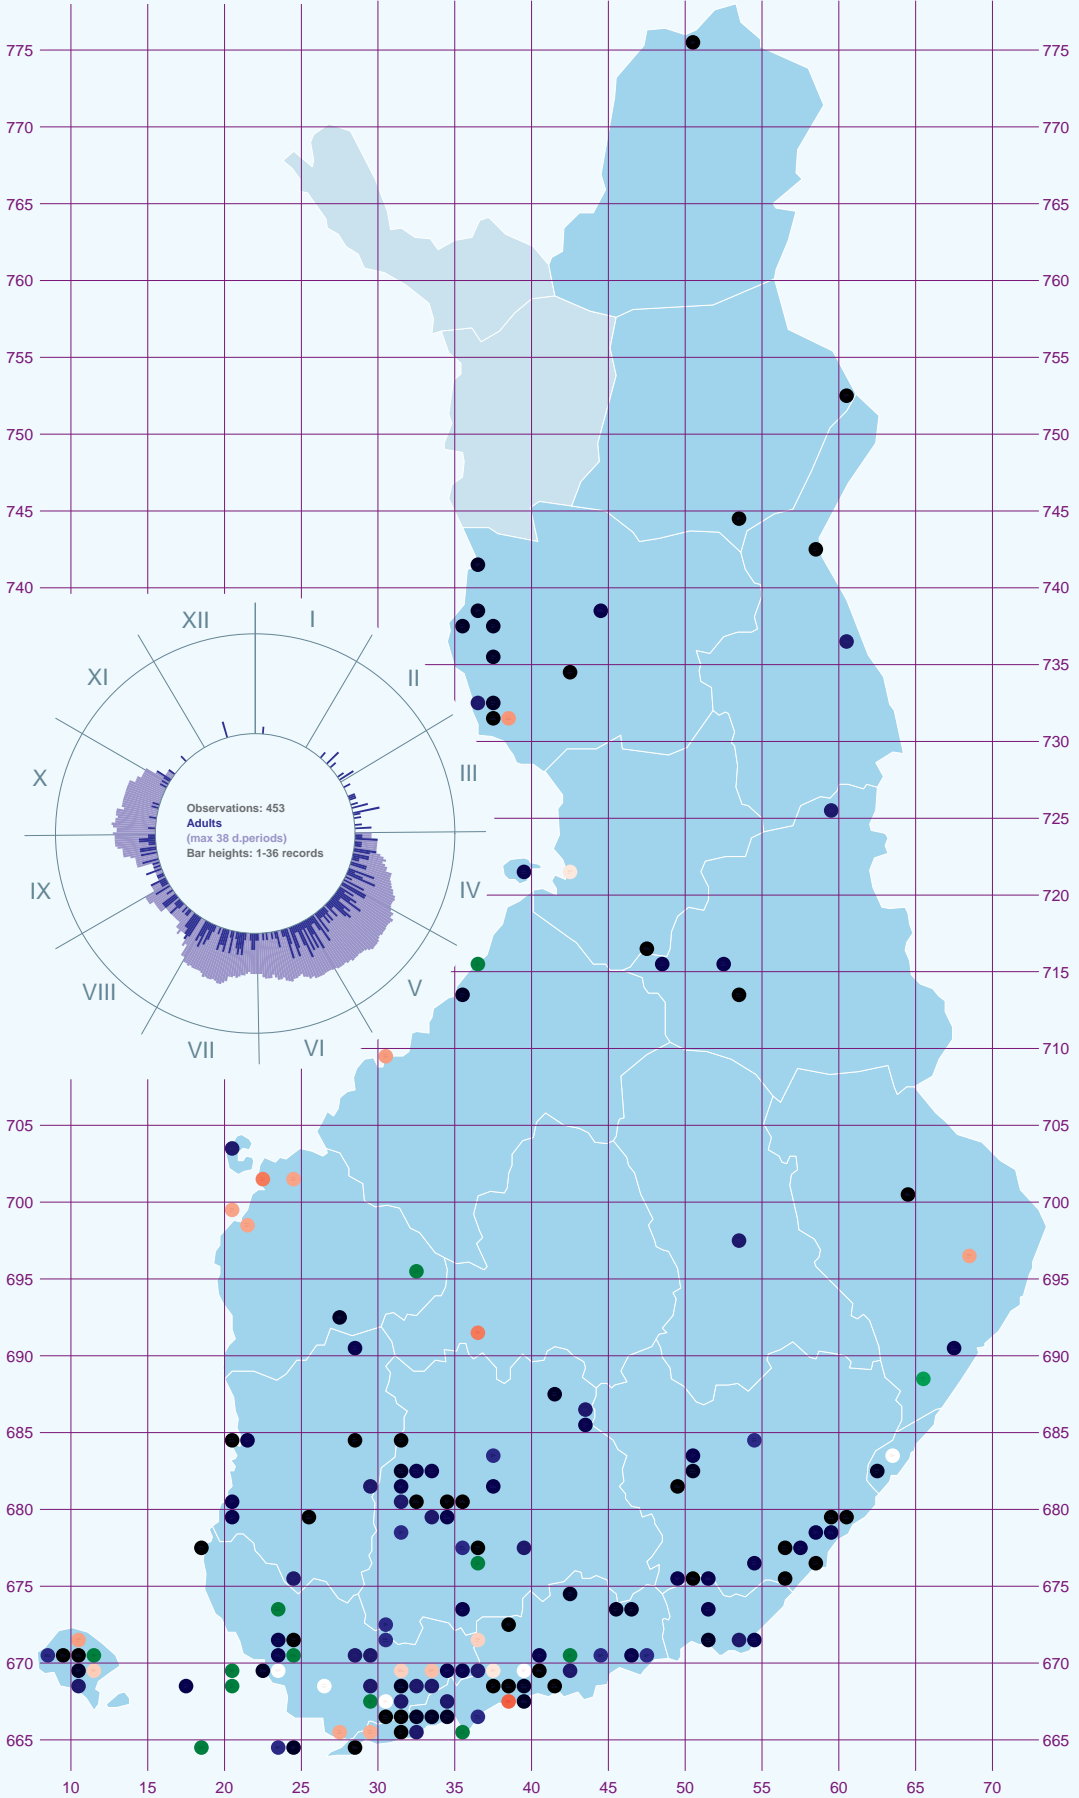 775 775
770 770
765 765
760 760
755 755
750 750
745 745
740 740
XII I
XI II
735 735
730 730
X III
Observations: 453
Adults
(max 38 d.periods)
Bar heights: 1-36 records
725 725
IX IV
720 720
715 715
VIII V
VII VI
710 710
705 705
700 700
695 695
690 690
685 685
680 680
675 675
670 670
665 665
10 15 20 25 30 35 40 45 50 55 60 65 70